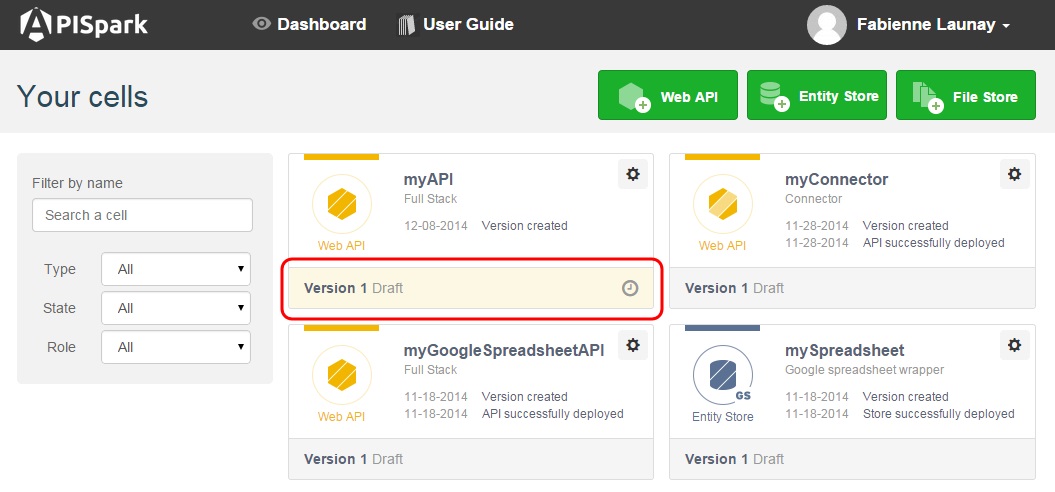 APISpark
Dashboard
User Guide
Fabienne Launay
Your cells
Web API
Entity Store
File Store
Filter by name
Search a cell
Type All
State All
Role All
myAPI
Full Stack
12-08-2014 Version created
Web API
Version 1 Draft
myConnector
Connector
11-28-2014 Version created
11-28-2014 API successfully deployed
Web API
Version 1 Draft
myGoogleSpreadsheetAPI
Full Stack
11-18-2014 Version created
11-18-2014 API successfully deployed
Web API
Version 1 Draft
mySpreadsheet
Google spreadsheet wrapper
GS
11-18-2014 Version created
11-18-2014 Store successfully deployed
Entity Store
Version 1 Draft